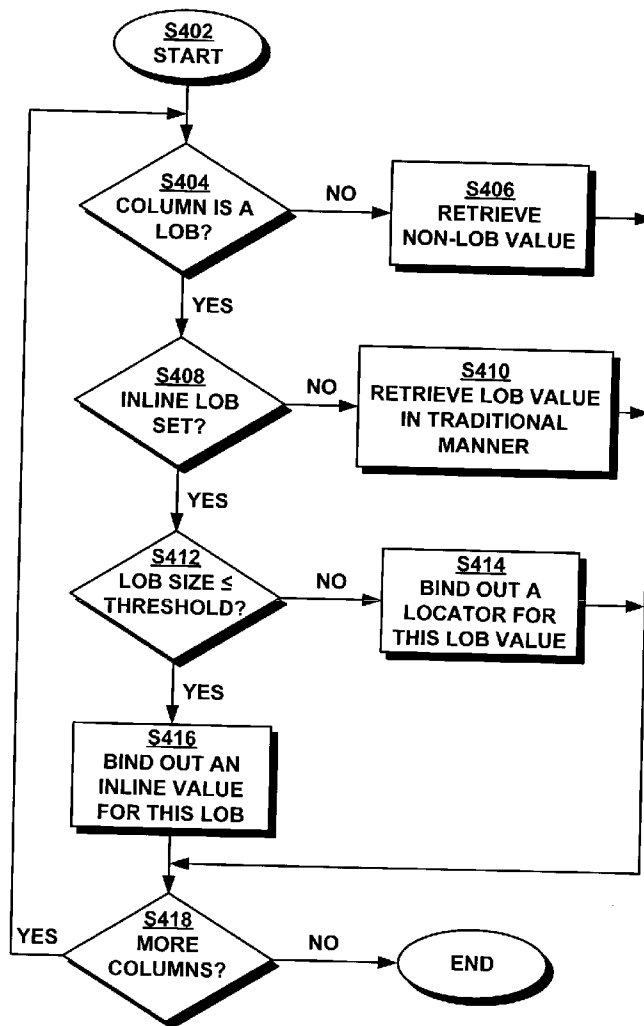 S402
START
S404
COLUMN IS A
LOB?
NO
S406
RETRIEVE
NON-LOB VALUE
YES
S408
INLINE LOB
SET?
NO
S410
RETRIEVE LOB VALUE
IN TRADITIONAL
MANNER
YES
S412
LOB SIZE ≤
THRESHOLD?
NO
S414
BIND OUT A
LOCATOR FOR
THIS LOB VALUE
YES
S416
BIND OUT AN
INLINE VALUE
FOR THIS LOB
S418
MORE
COLUMNS?
YES
NO
END